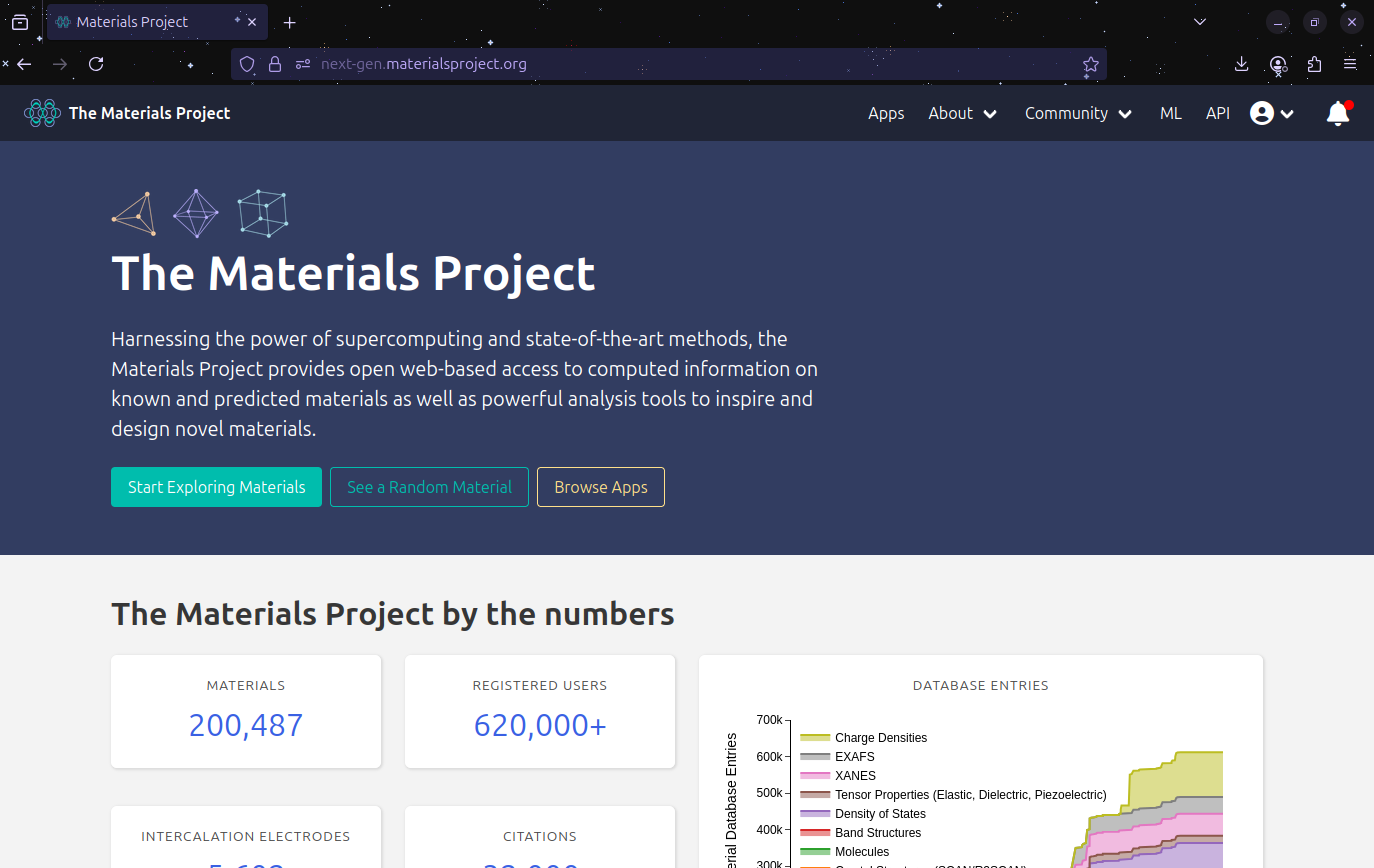 Materials Project
next-gen.materialsproject.org
The Materials Project
Apps
About
Community
ML
API
The Materials Project
Harnessing the power of supercomputing and state-of-the-art methods, the
Materials Project provides open web-based access to computed information on
known and predicted materials as well as powerful analysis tools to inspire and
design novel materials.
Start Exploring Materials
See a Random Material
Browse Apps
The Materials Project by the numbers
MATERIALS
200,487
REGISTERED USERS
620,000+
DATABASE ENTRIES
700k
600k
500k
400k
300k
Database Entries
Charge Densities
EXAFS
XANES
Tensor Properties (Elastic, Dielectric, Piezoelectric)
Density of States
Band Structures
Molecules
INTERCALATION ELECTRODES
CITATIONS